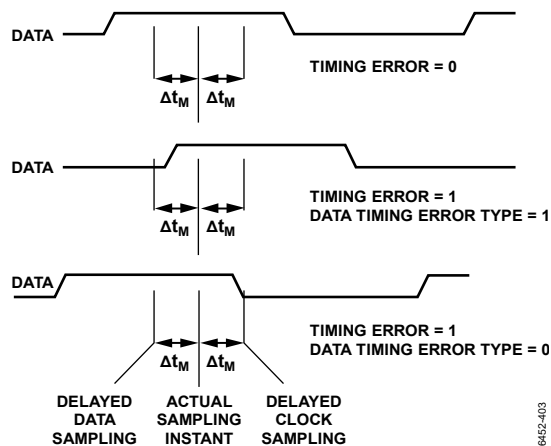 DATA
TIMING ERROR = 0
ΔtM ΔtM
DATA
TIMING ERROR = 1
DATA TIMING ERROR TYPE = 1
ΔtM ΔtM
DATA
TIMING ERROR = 1
DATA TIMING ERROR TYPE = 0
ΔtM ΔtM
DELAYED DATA SAMPLING
ACTUAL SAMPLING INSTANT
DELAYED CLOCK SAMPLING
6452-403